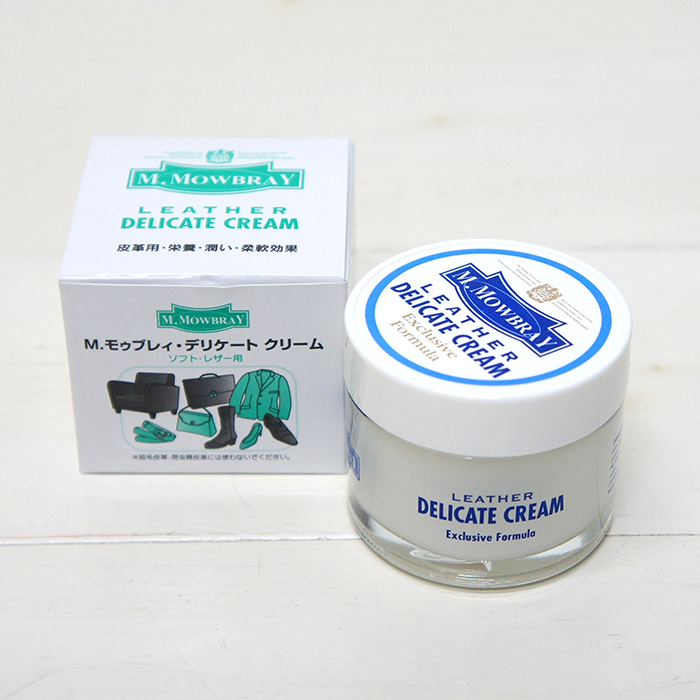 M. MOWBRAY
LEATHER
DELICATE CREAM
皮革用・栄養・潤い・柔軟効果
M. MOWBRAY
M.モゥブレィ・デリケート クリーム
ソフト・レザー用
※起毛皮革・爬虫類皮革には使わないでください。
M. MOWBRAY
LEATHER
DELICATE CREAM
Exclusive
Formula
LEATHER
DELICATE CREAM
Exclusive Formula